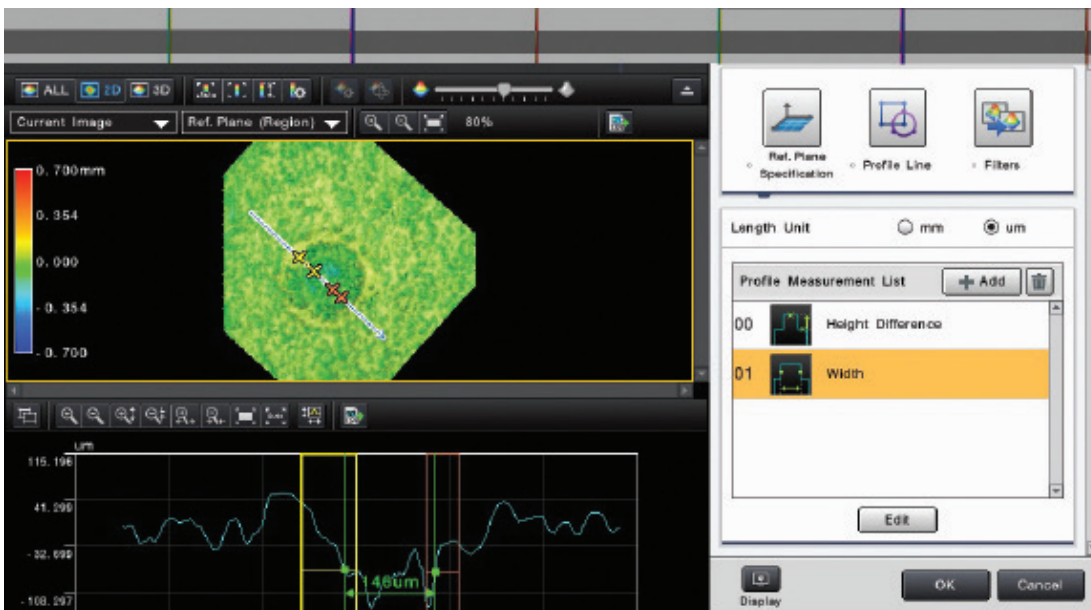 ALL 2D 3D
Current Image Ref. Plane (Region) 80%
0.700mm
0.354
0.000
-0.354
-0.700
um
115.196
41.299
-32.699
-108.297
146um
Ref. Plane
Specification
Profile Line
Filters
Length Unit mm um
Profile Measurement List Add
00 Height Difference
01 Width
Edit
Display
OK Cancel